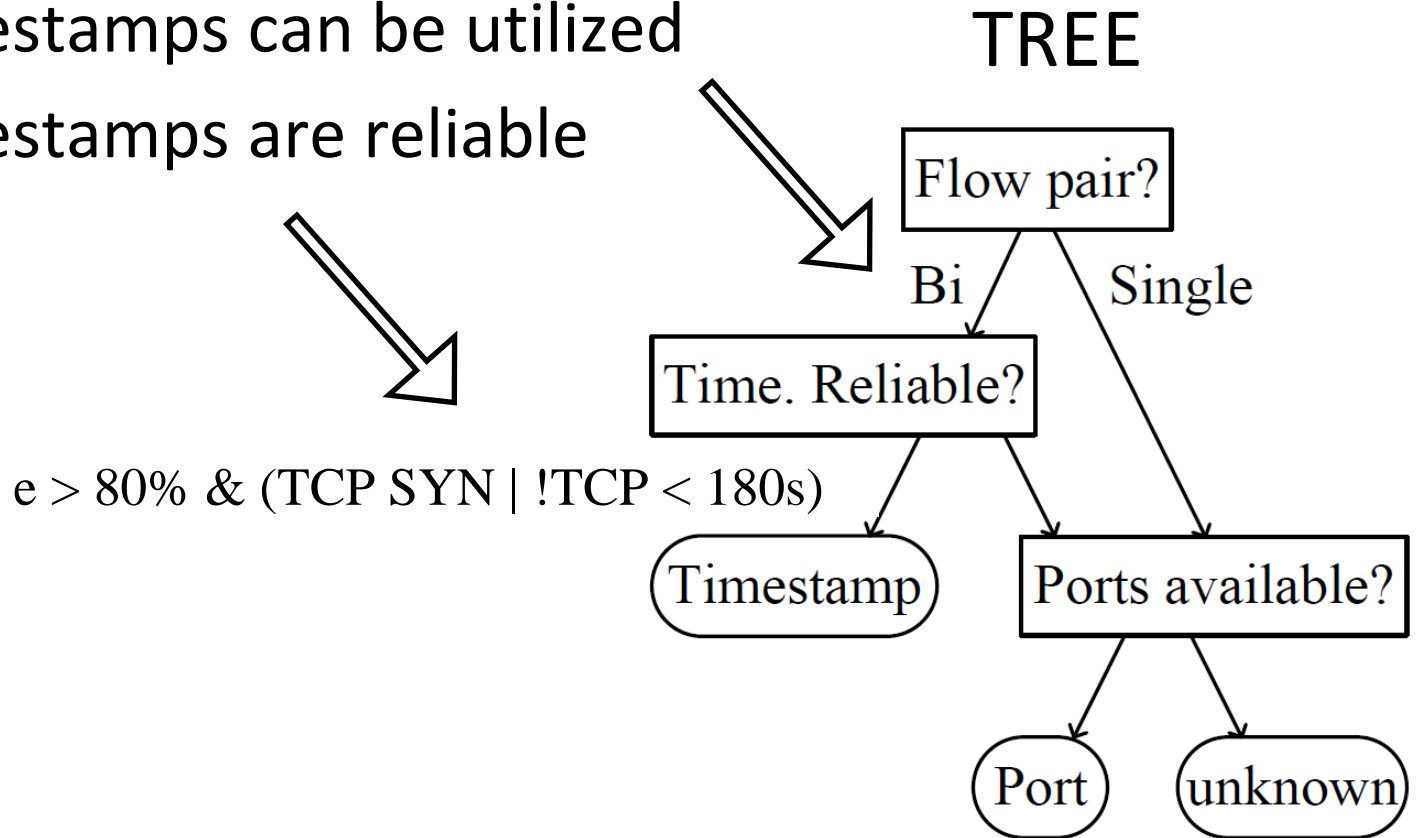 estamps can be utilized
estamps are reliable
TREE
Flow pair?
Bi
Single
Time. Reliable?
e > 80% & (TCP SYN | !TCP < 180s)
Timestamp
Ports available?
Port
unknown